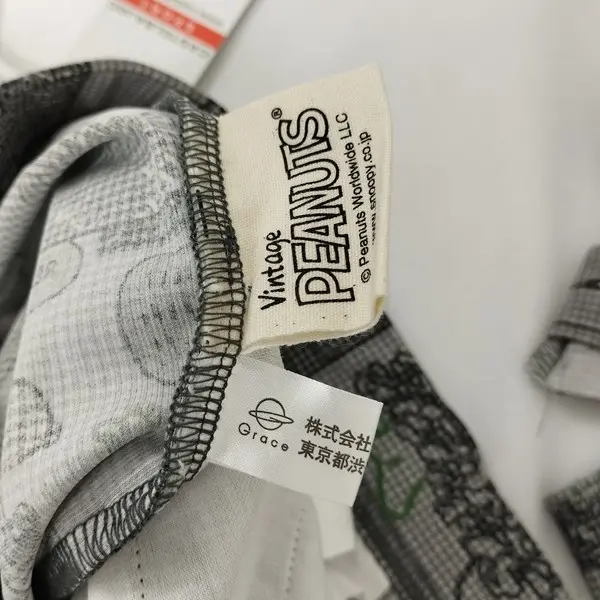 Vintage
PEANUTS®
© Peanuts Worldwide LLC
www.snoopy.co.jp
Grace
株式会社
東京都渋